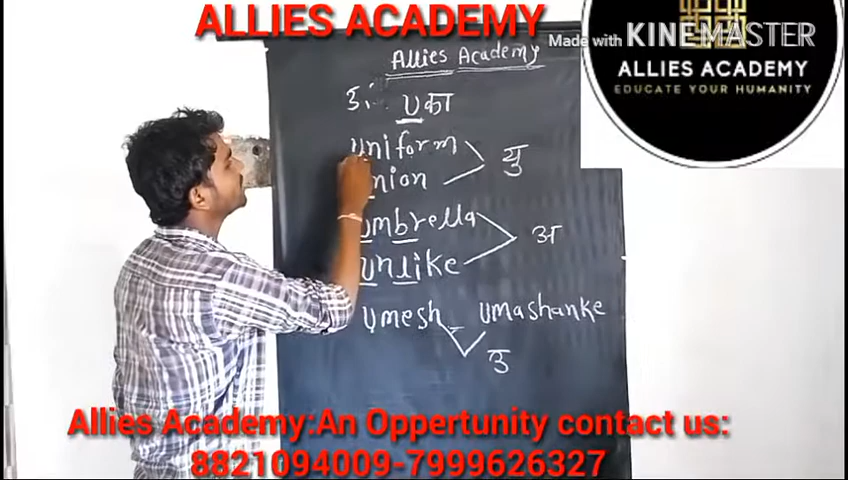 ALLIES ACADEMY
Made with KINEMASTER
ALLIES ACADEMY
EDUCATE YOUR HUMANITY
Allies Academy
U का
uniform
union
यु
umbrella
unlike
अ
Umesh
Umashanke
उ
Allies Academy:An Opportunity contact us:
8821094009-7999626327